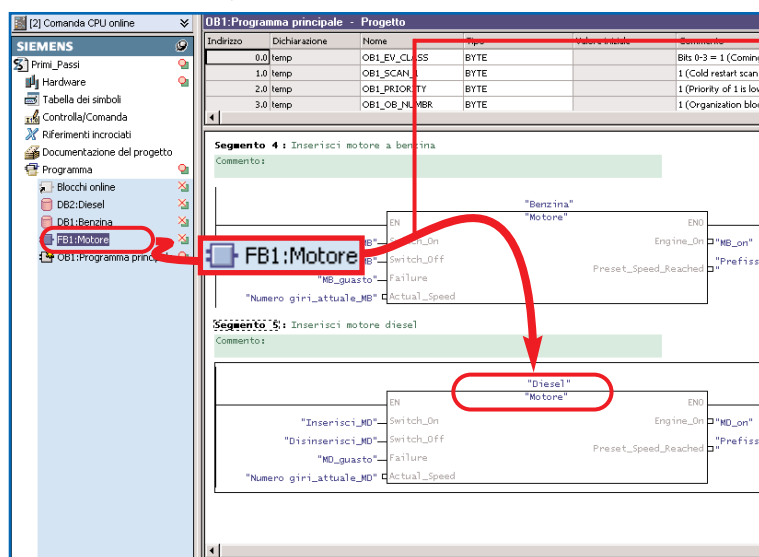 [2] Comanda CPU online
SIEMENS
Primi_Passi
Hardware
Tabella dei simboli
Controlla/Comanda
Riferimenti incrociati
Documentazione del progetto
Programma
Blocchi online
DB2:Diesel
DB1:Benzina
FB1:Motore
OB1:Programma principale
FB1:Motore
OB1:Programma principale - Progetto
Indirizzo Dichiarazione Nome Tipo Valore iniziale Commento
0.0 temp OB1_EV_CLASS BYTE Bits 0-3 = 1 (Coming
1.0 temp OB1_SCAN_1 BYTE 1 (Cold restart scan
2.0 temp OB1_PRIORITY BYTE 1 (Priority of 1 is low
3.0 temp OB1_OB_NUMBR BYTE 1 (Organization bloc
Segmento 4 : Inserisci motore a benzina
Commento:
"Benzina"
"Motore"
EN ENO
MB" Switch_On Engine_On "MB_on"
MB" Switch_Off Preset_Speed_Reached "Prefiss
"MB_guasto" Failure
"Numero giri_attuale_MB" Actual_Speed
Segmento 5 : Inserisci motore diesel
Commento:
"Diesel"
"Motore"
EN ENO
"Inserisci_MD" Switch_On Engine_On "MD_on"
"Disinserisci_MD" Switch_Off Preset_Speed_Reached "Prefiss
"MD_guasto" Failure
"Numero giri_attuale_MD" Actual_Speed